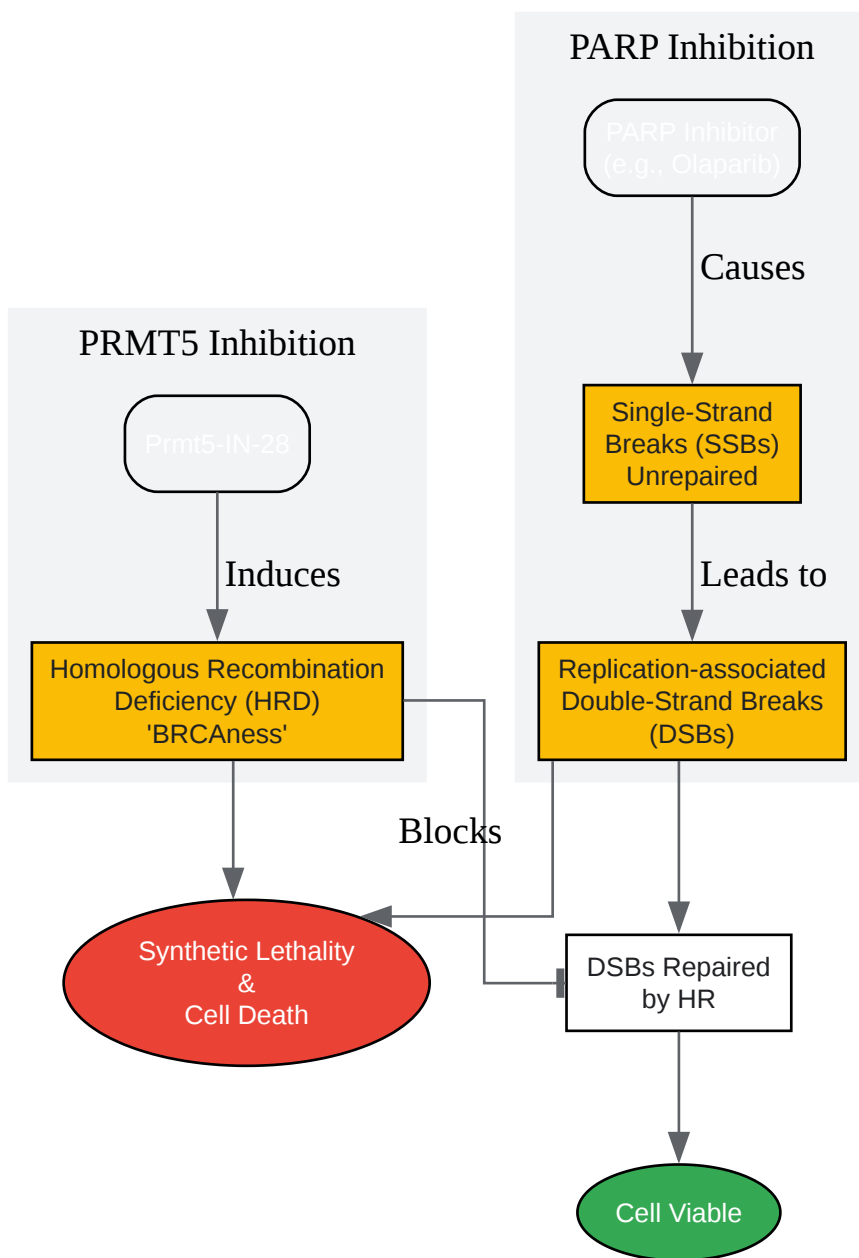 PARP Inhibition
PARP Inhibitor
(e.g., Olaparib)
Causes
PRMT5 Inhibition
Prmt5-IN-28
Single-Strand
Breaks (SSBs)
Unrepaired
Induces
Leads to
Homologous Recombination
Deficiency (HRD)
'BRCAness'
Replication-associated
Double-Strand Breaks
(DSBs)
Blocks
Synthetic Lethality
&
Cell Death
DSBs Repaired
by HR
Cell Viable